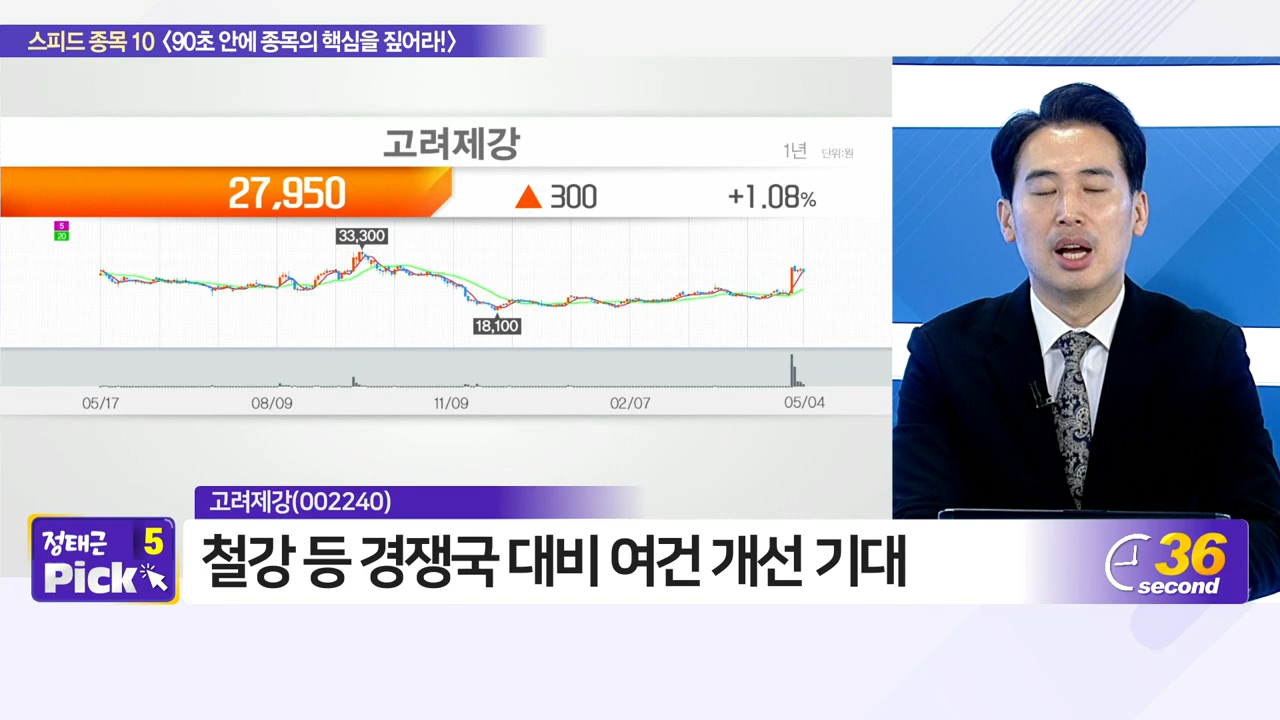 스피드 종목 10 〈90초 안에 종목의 핵심을 짚어라!〉
고려제강
1년 단위:원
27,950 ▲ 300 +1.08%
5
20
33,300
18,100
05/17 08/09 11/09 02/07 05/04
고려제강(002240)
정태근 5
Pick
철강 등 경쟁국 대비 여건 개선 기대
36
second